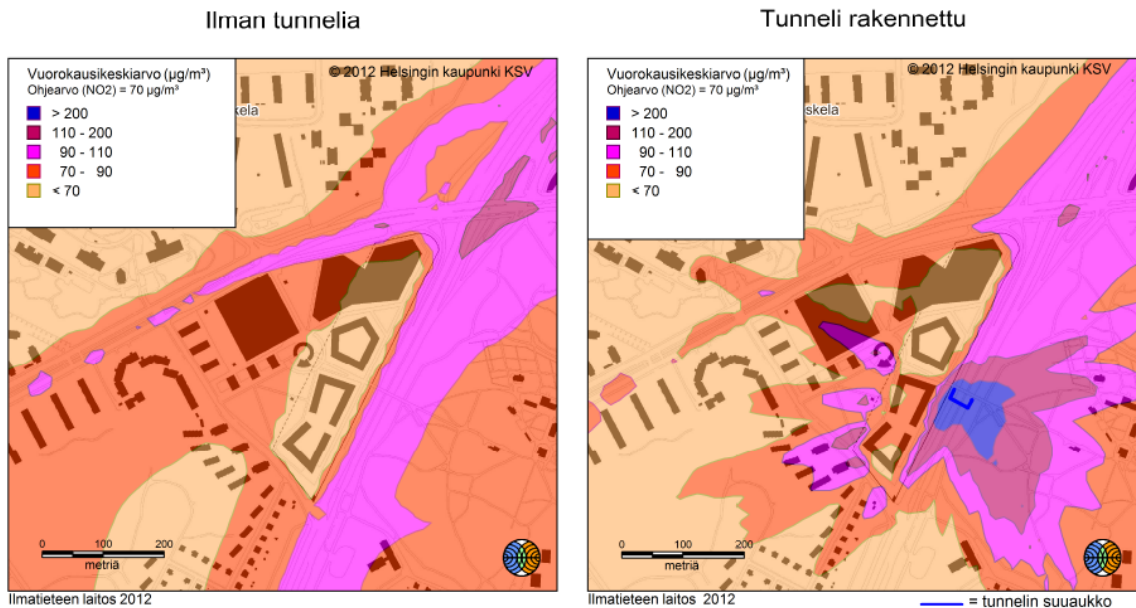 Ilman tunnelia
Vuorokausikeskiarvo (µg/m³)
Ohjearvo (NO2) = 70 µg/m³
> 200
110 - 200
90 - 110
70 - 90
< 70
© 2012 Helsingin kaupunki KSV
kela
0 100 200
metriä
Ilmatieteen laitos 2012
Tunneli rakennettu
Vuorokausikeskiarvo (µg/m³)
Ohjearvo (NO2) = 70 µg/m³
> 200
110 - 200
90 - 110
70 - 90
< 70
© 2012 Helsingin kaupunki KSV
skela
0 100 200
metriä
Ilmatieteen laitos 2012
= tunnelin suuaukko